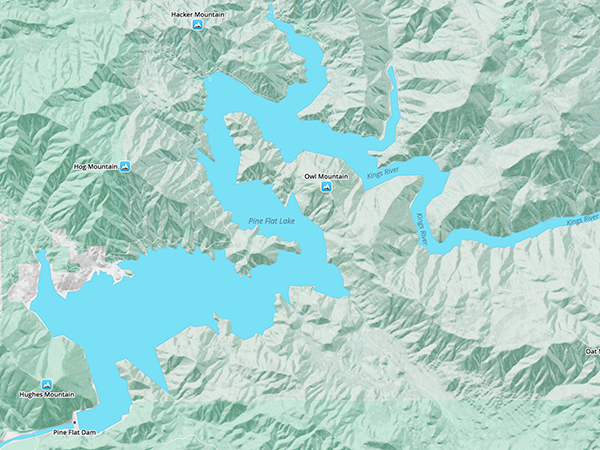 Hacker Mountain
Hog Mountain
Owl Mountain
Kings River
Kings River
Kings River
Pine Flat Lake
Oat
Hughes Mountain
Pine Flat Dam